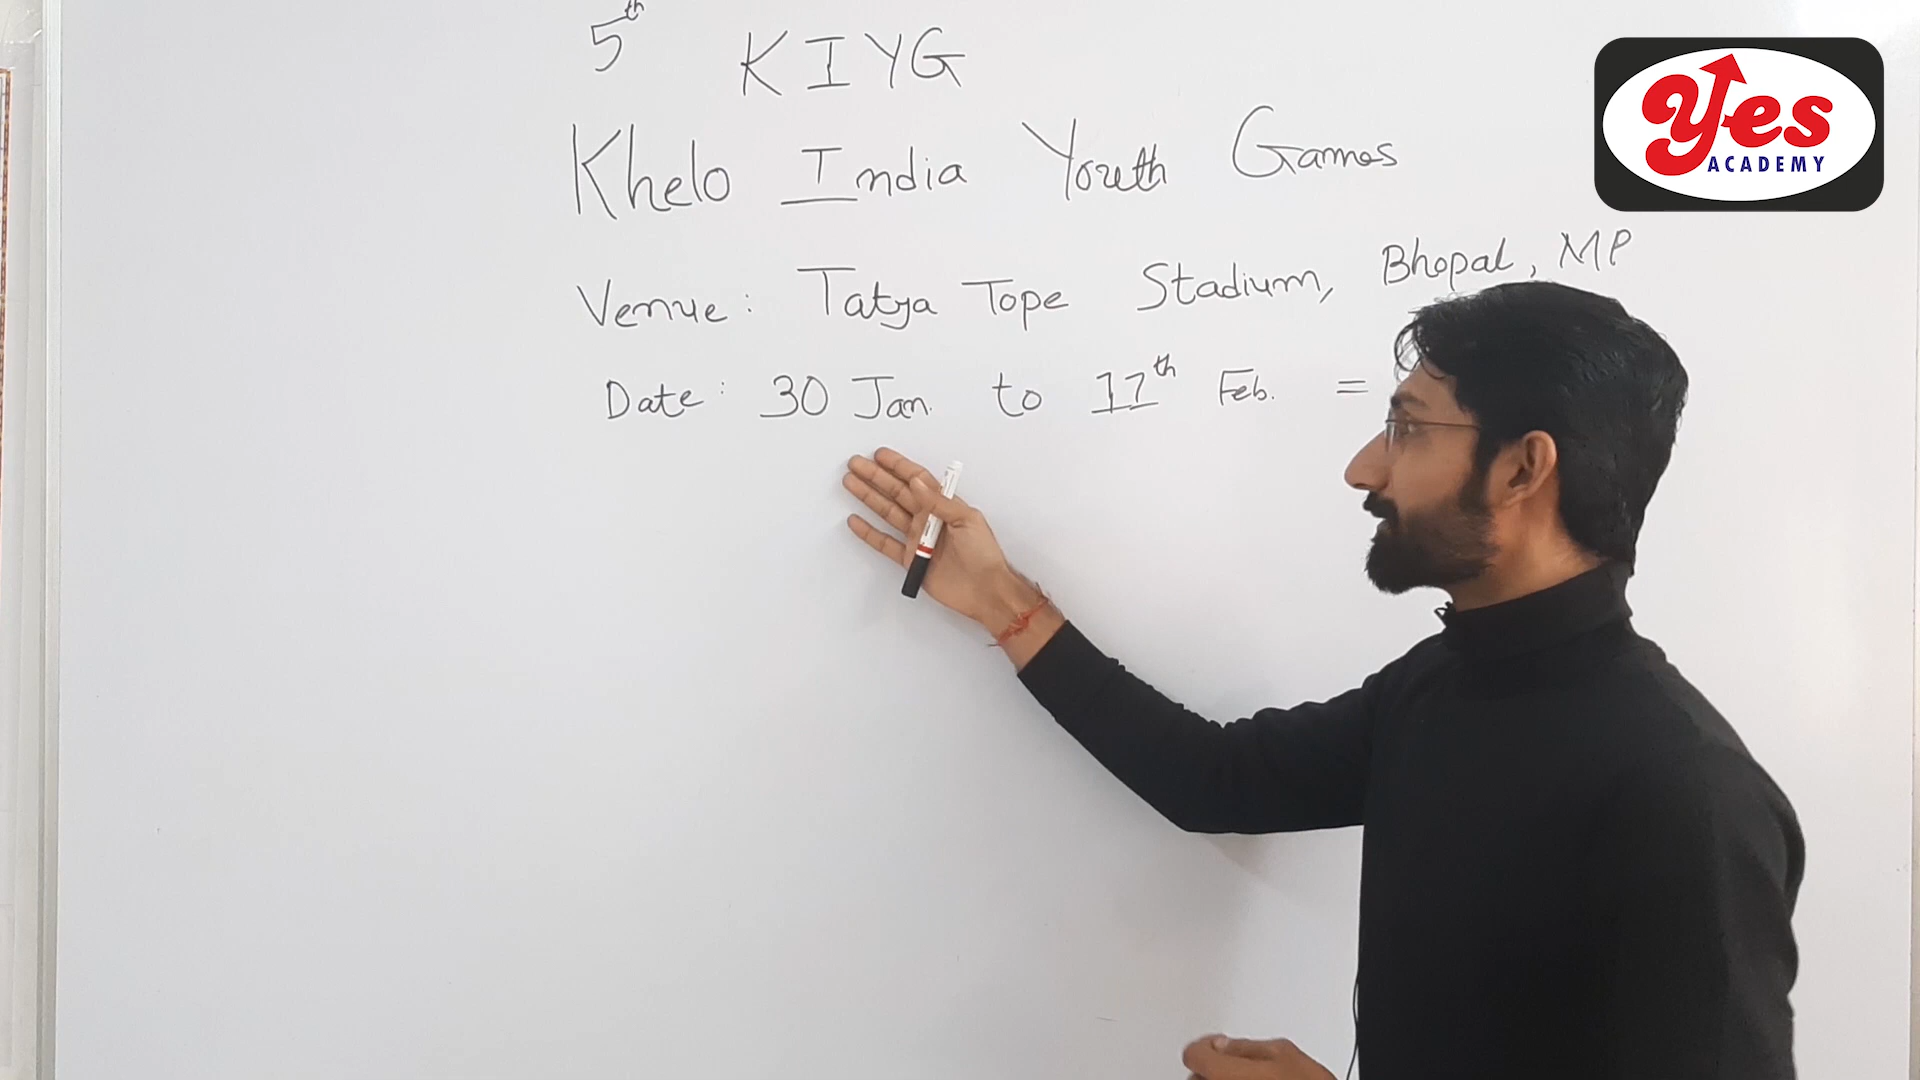 5th KIYG
Khelo India Youth Games
Venue: Tatya Tope Stadium, Bhopal, MP
Date: 30 Jan. to 11th Feb. =
Yes
ACADEMY